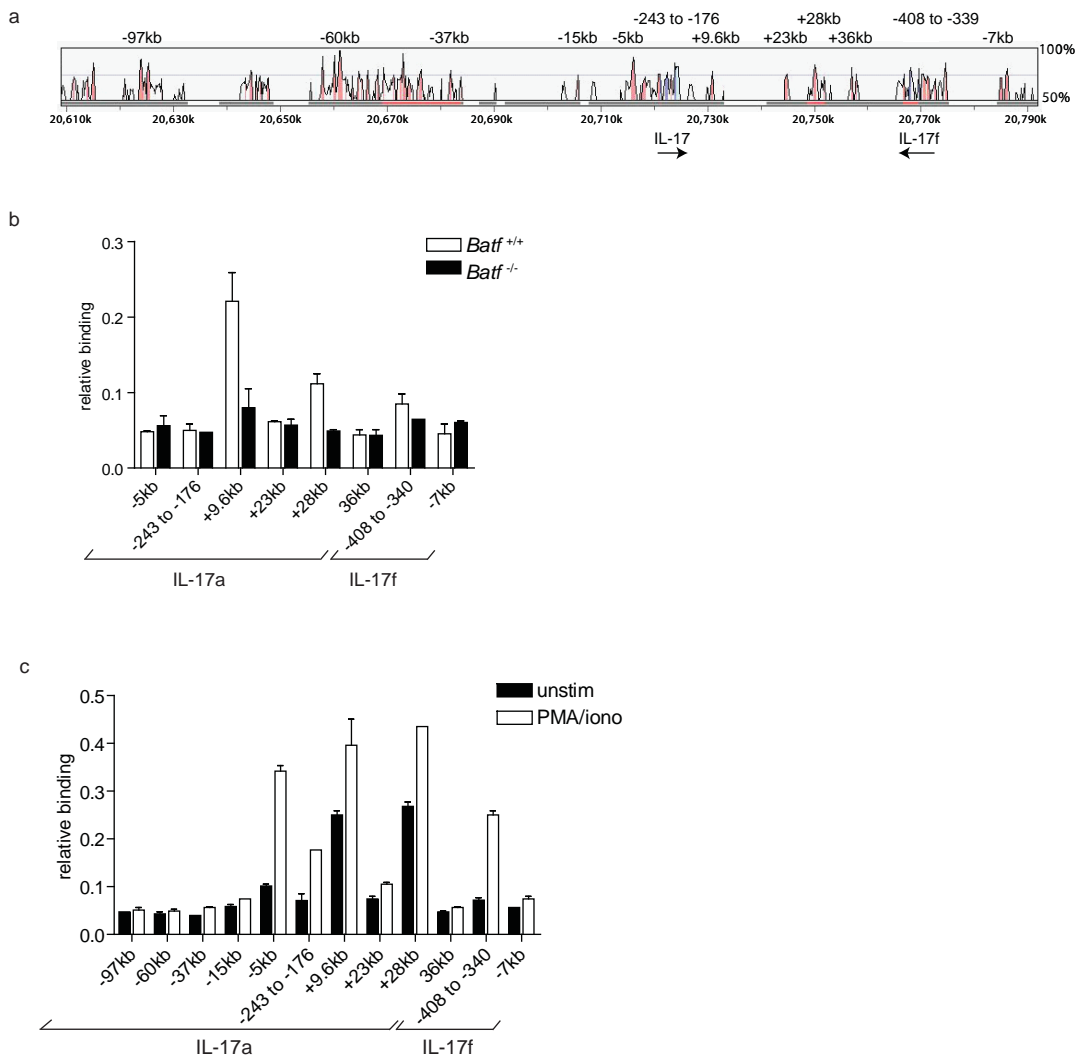 a
-243 to -176 +28kb -408 to -339
-97kb -60kb -37kb -15kb -5kb +9.6kb +23kb +36kb -7kb
100%
50%
20,610k 20,630k 20,650k 20,670k 20,690k 20,710k 20,730k 20,750k 20,770k 20,790k
IL-17 IL-17f
b
Batf +/+
Batf -/-
relative binding
0.3
0.2
0.1
0.0
-5kb -243 to -176 +9.6kb +23kb +28kb 36kb -408 to -340 -7kb
IL-17a IL-17f
c
unstim
PMA/iono
relative binding
0.5
0.4
0.3
0.2
0.1
0.0
-97kb -60kb -37kb -15kb -5kb -243 to -176 +9.6kb +23kb +28kb 36kb -408 to -340 -7kb
IL-17a IL-17f